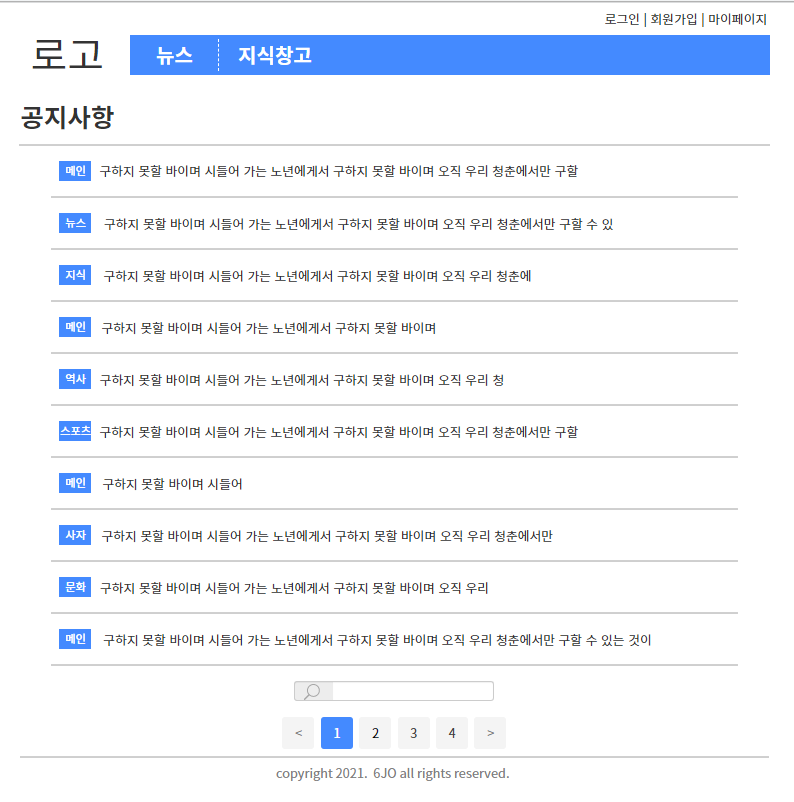 로그인 | 회원가입 | 마이페이지
로고 뉴스 지식창고
공지사항
메인 구하지 못할 바이며 시들어 가는 노년에게서 구하지 못할 바이며 오직 우리 청춘에서만 구할
뉴스 구하지 못할 바이며 시들어 가는 노년에게서 구하지 못할 바이며 오직 우리 청춘에서만 구할 수 있
지식 구하지 못할 바이며 시들어 가는 노년에게서 구하지 못할 바이며 오직 우리 청춘에
메인 구하지 못할 바이며 시들어 가는 노년에게서 구하지 못할 바이며
역사 구하지 못할 바이며 시들어 가는 노년에게서 구하지 못할 바이며 오직 우리 청
스포츠 구하지 못할 바이며 시들어 가는 노년에게서 구하지 못할 바이며 오직 우리 청춘에서만 구할
메인 구하지 못할 바이며 시들어
사자 구하지 못할 바이며 시들어 가는 노년에게서 구하지 못할 바이며 오직 우리 청춘에서만
문화 구하지 못할 바이며 시들어 가는 노년에게서 구하지 못할 바이며 오직 우리
메인 구하지 못할 바이며 시들어 가는 노년에게서 구하지 못할 바이며 오직 우리 청춘에서만 구할 수 있는 것이
< 1 2 3 4 >
copyright 2021. 6JO all rights reserved.